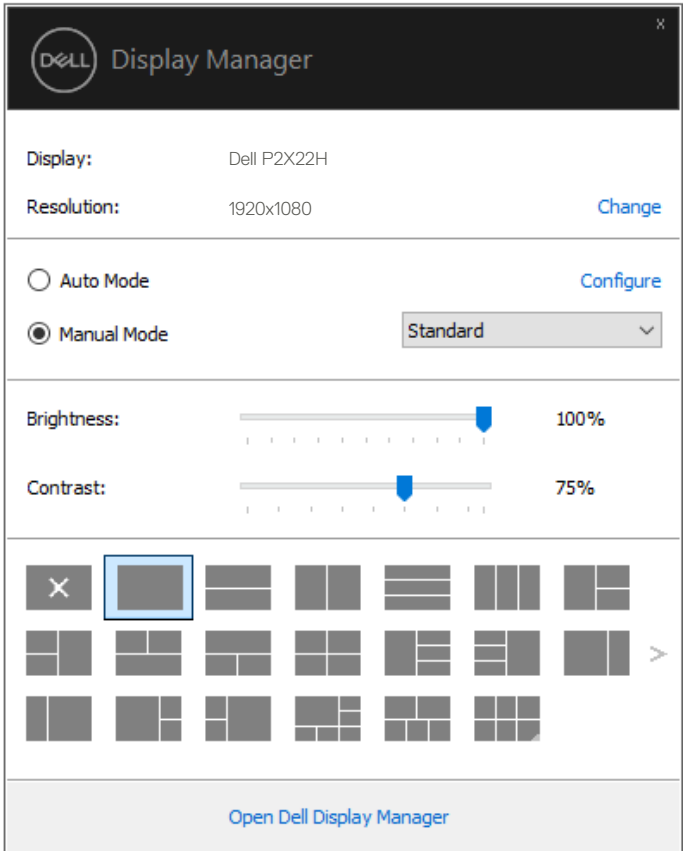 x
DELL Display Manager
Display: Dell P2X22H
Resolution: 1920x1080 Change
Auto Mode Configure
Manual Mode Standard
Brightness: 100%
Contrast: 75%
Open Dell Display Manager